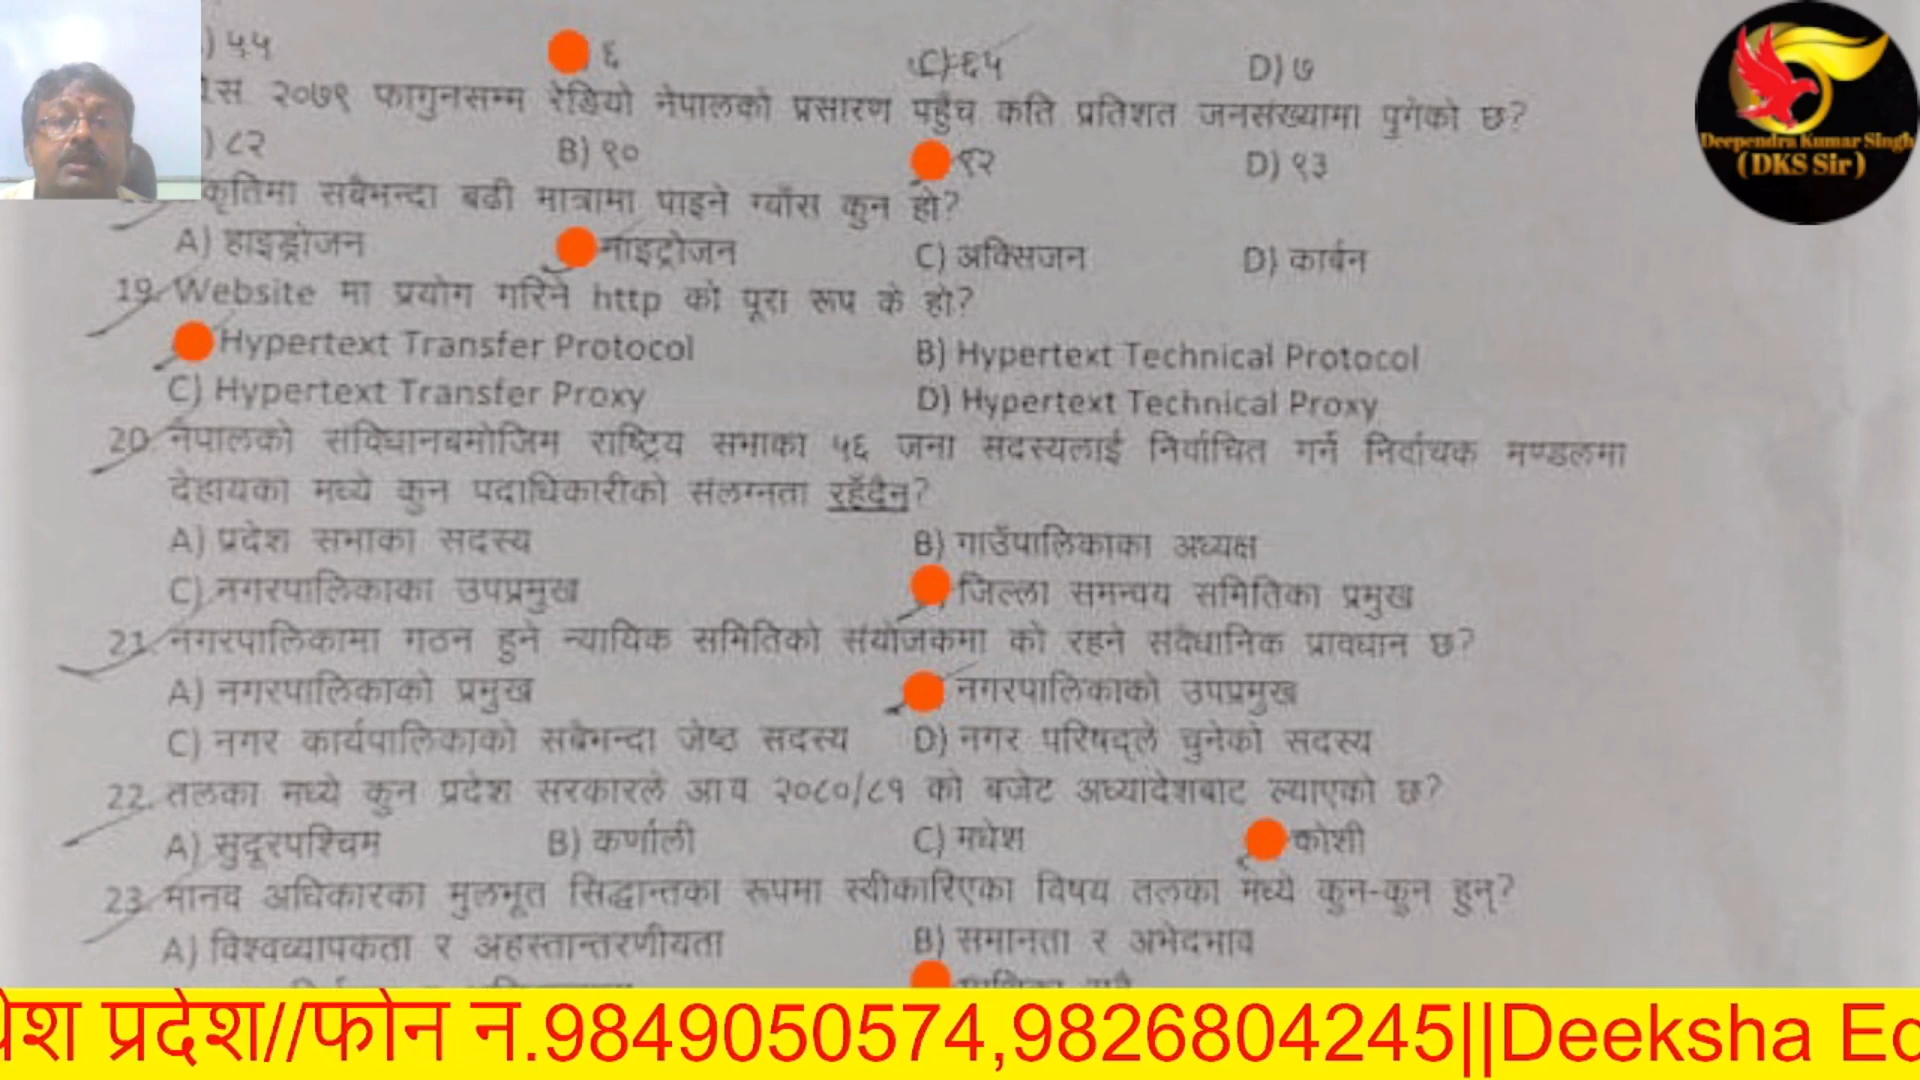 ) ५.५ ६ C) ६५ D) ७
२०७९ फागुनसम्म रेडियो नेपालको प्रसारण पहुँच कति प्रतिशत जनसंख्यामा पुगेको छ?
) ८२ B) ९० ९२ D) ९३
कृतिमा सबैभन्दा बढी मात्रामा पाइने ग्याँस कुन हो?
A) हाइड्रोजन नाइट्रोजन C) अक्सिजन D) कार्बन
19. Website मा प्रयोग गरिने http को पूरा रूप के हो?
Hypertext Transfer Protocol B) Hypertext Technical Protocol
C) Hypertext Transfer Proxy D) Hypertext Technical Proxy
20. नेपालको संविधानबमोजिम राष्ट्रिय सभाका ५६ जना सदस्यलाई निर्वाचित गर्ने निर्वाचक मण्डलमा
देहायका मध्ये कुन पदाधिकारीको संलग्नता रहँदैन?
A) प्रदेश सभाका सदस्य B) गाउँपालिकाका अध्यक्ष
C) नगरपालिकाका उपप्रमुख जिल्ला समन्वय समितिका प्रमुख
21. नगरपालिकामा गठन हुने न्यायिक समितिको संयोजकमा को रहने संवैधानिक प्रावधान छ?
A) नगरपालिकाको प्रमुख नगरपालिकाको उपप्रमुख
C) नगर कार्यपालिकाको सबैभन्दा जेष्ठ सदस्य D) नगर परिषद्ले चुनेको सदस्य
22. तलका मध्ये कुन प्रदेश सरकारले आ व २०८०/८१ को बजेट अध्यादेशबाट ल्याएको छ?
A) सुदूरपश्चिम B) कर्णाली C) मधेश कोशी
23. मानव अधिकारका मुलभूत सिद्धान्तका रूपमा स्वीकारिएका विषय तलका मध्ये कुन-कुन हुन्?
A) विश्वव्यापकता र अहस्तान्तरणीयता B) समानता र अभेदभाव
Deependra Kumar Singh
(DKS Sir)
धेश प्रदेश//फोन न.9849050574,9826804245||Deeksha Ed